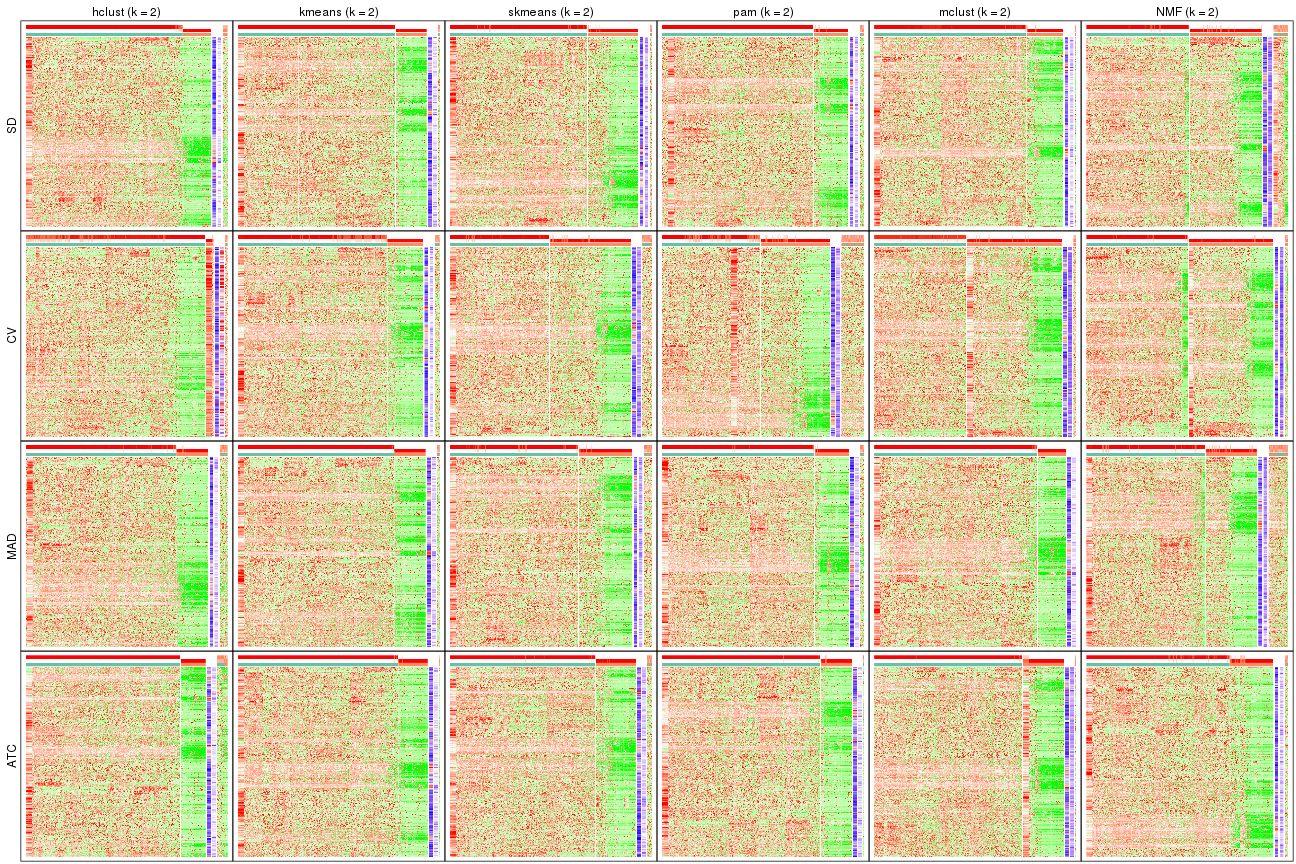 hclust (k = 2) kmeans (k = 2) skmeans (k = 2) pam (k = 2) mclust (k = 2) NMF (k = 2)
SD
CV
MAD
ATC